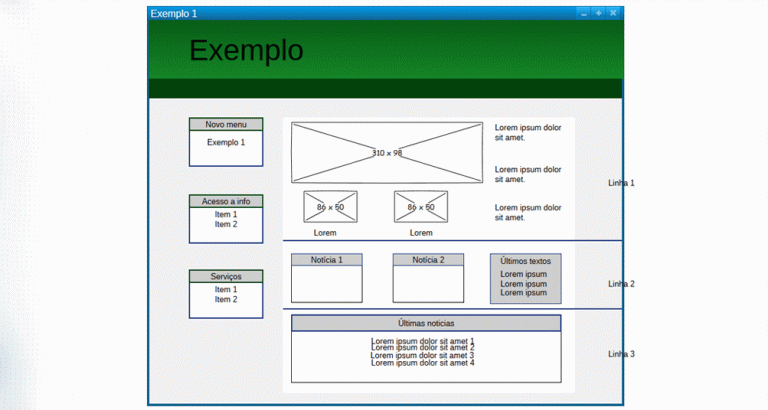 Exemplo 1
Exemplo
Novo menu
Exemplo 1
Acesso a info
Item 1
Item 2
Serviços
Item 1
Item 2
310 x 98
86 x 50
86 x 50
Lorem
Lorem
Lorem ipsum dolor
sit amet.
Lorem ipsum dolor
sit amet.
Lorem ipsum dolor
sit amet.
Linha 1
Notícia 1
Notícia 2
Últimos textos
Lorem ipsum
Lorem ipsum
Lorem ipsum
Linha 2
Últimas noticias
Lorem ipsum dolor sit amet 1
Lorem ipsum dolor sit amet 2
Lorem ipsum dolor sit amet 3
Lorem ipsum dolor sit amet 4
Linha 3